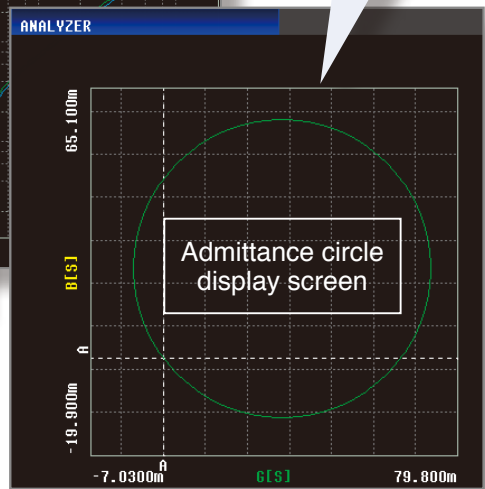 ANALYZER
65.100m
B[S]
A
-19.900m
Admittance circle
display screen
A
-7.0300m
G[S]
79.800m